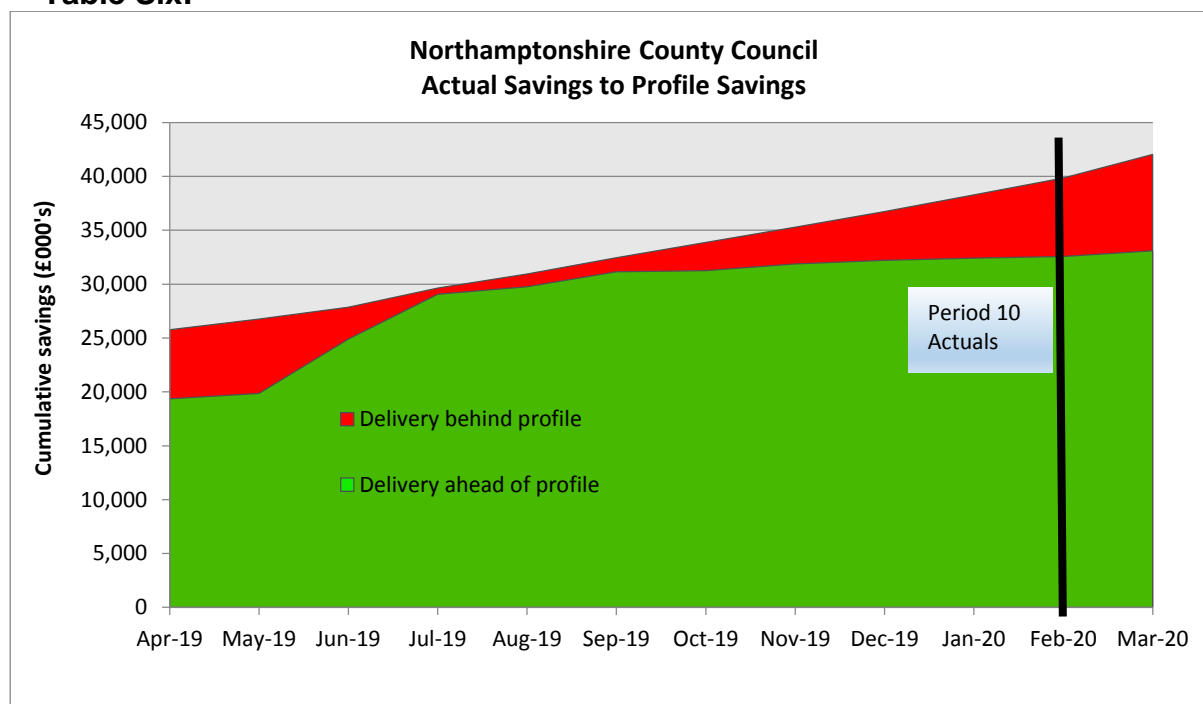 Table Six:
Northamptonshire County Council
Actual Savings to Profile Savings
45,000
40,000
35,000
30,000
25,000
20,000
15,000
10,000
5,000
0
Cumulative savings (£000's)
Period 10
Actuals
Delivery behind profile
Delivery ahead of profile
Apr-19 May-19 Jun-19 Jul-19 Aug-19 Sep-19 Oct-19 Nov-19 Dec-19 Jan-20 Feb-20 Mar-20